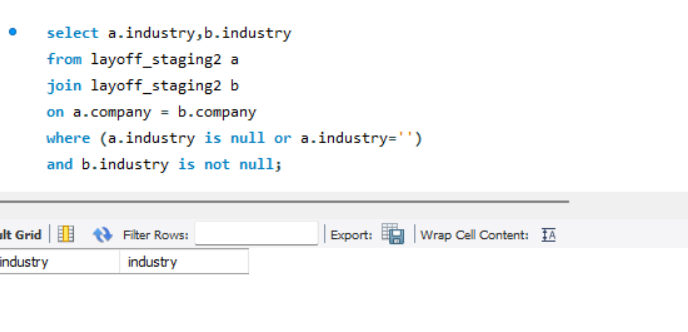 select a.industry,b.industry
from layoff_staging2 a
join layoff_staging2 b
on a.company = b.company
where (a.industry is null or a.industry='')
and b.industry is not null;
ult Grid Filter Rows: Export: Wrap Cell Content: IA
industry industry